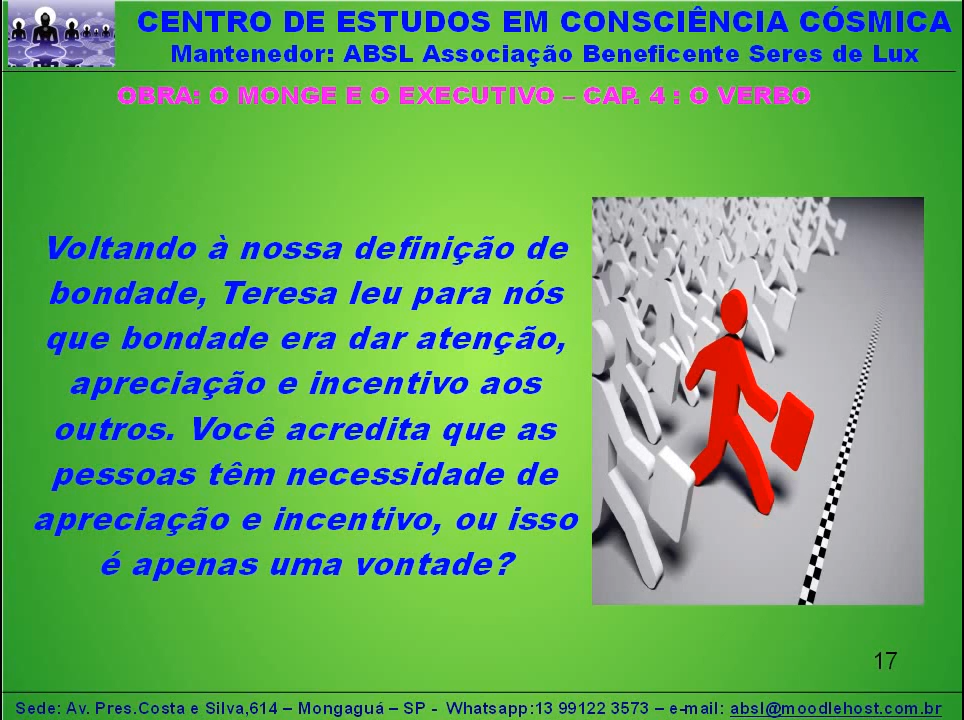 CENTRO DE ESTUDOS EM CONSCIÊNCIA CÓSMICA
Mantenedor: ABSL Associação Beneficente Seres de Lux
OBRA: O MONGE E O EXECUTIVO – CAP. 4 : O VERBO
Voltando à nossa definição de
bondade, Teresa leu para nós
que bondade era dar atenção,
apreciação e incentivo aos
outros. Você acredita que as
pessoas têm necessidade de
apreciação e incentivo, ou isso
é apenas uma vontade?
17
Sede: Av. Pres.Costa e Silva,614 – Mongaguá – SP - Whatsapp:13 99122 3573 – e-mail: absl@moodlehost.com.br